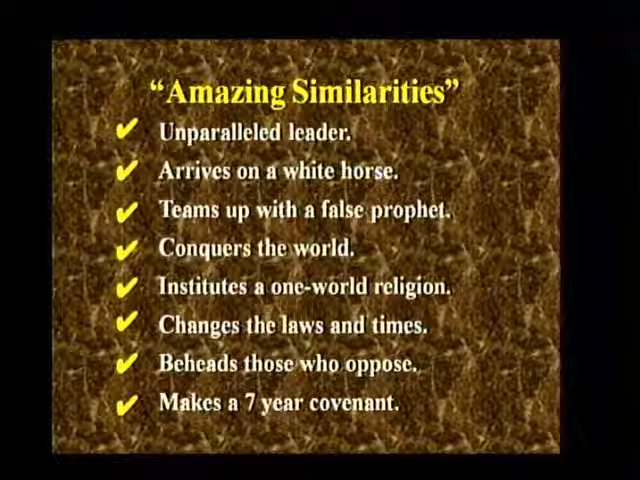 “Amazing Similarities”
✔ Unparalleled leader.
✔ Arrives on a white horse.
✔ Teams up with a false prophet.
✔ Conquers the world.
✔ Institutes a one-world religion.
✔ Changes the laws and times.
✔ Beheads those who oppose.
✔ Makes a 7 year covenant.